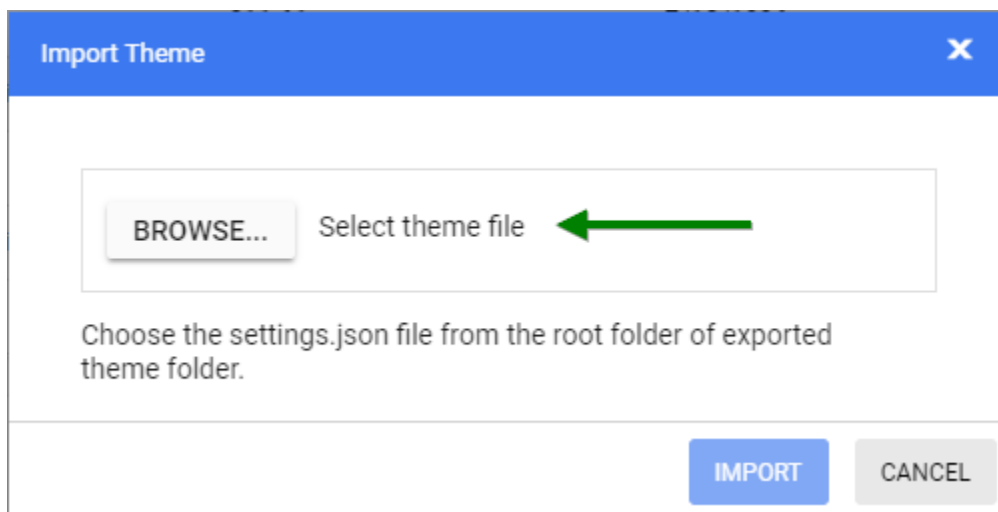 Import Theme
BROWSE... Select theme file
Choose the settings.json file from the root folder of exported
theme folder.
IMPORT CANCEL